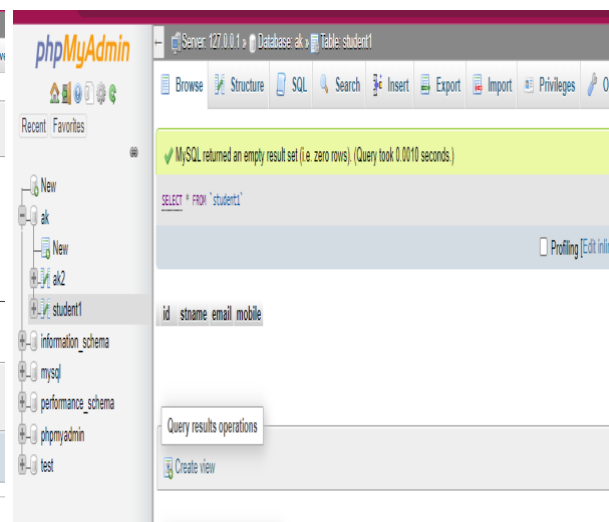 phpMyAdmin
Recent Favorites
New
ak
New
ak2
student1
information_schema
mysql
performance_schema
phpmyadmin
test
Server: 127.0.0.1 » Database: ak » Table: student1
Browse Structure SQL Search Insert Export Import Privileges O
MySQL returned an empty result set (i.e. zero rows). (Query took 0.0010 seconds.)
SELECT * FROM `student1`
Profiling [Edit inli
id stname email mobile
Query results operations
Create view